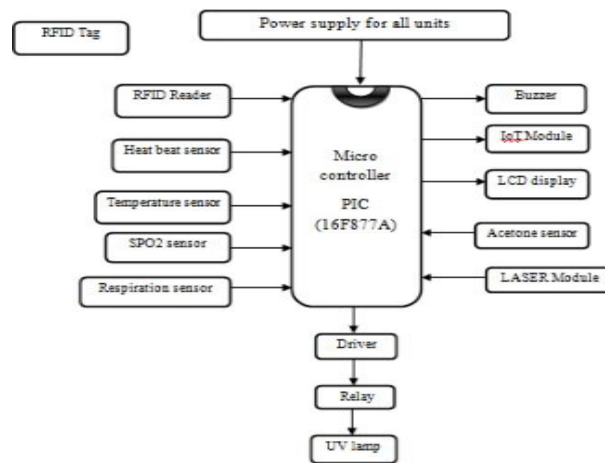 RFID Tag
Power supply for all units
RFID Reader
Heat beat sensor
Temperature sensor
SPO2 sensor
Respiration sensor
Micro
controller
PIC
(16F877A)
Buzzer
IoT Module
LCD display
Acetone sensor
LASER Module
Driver
Relay
UV lamp